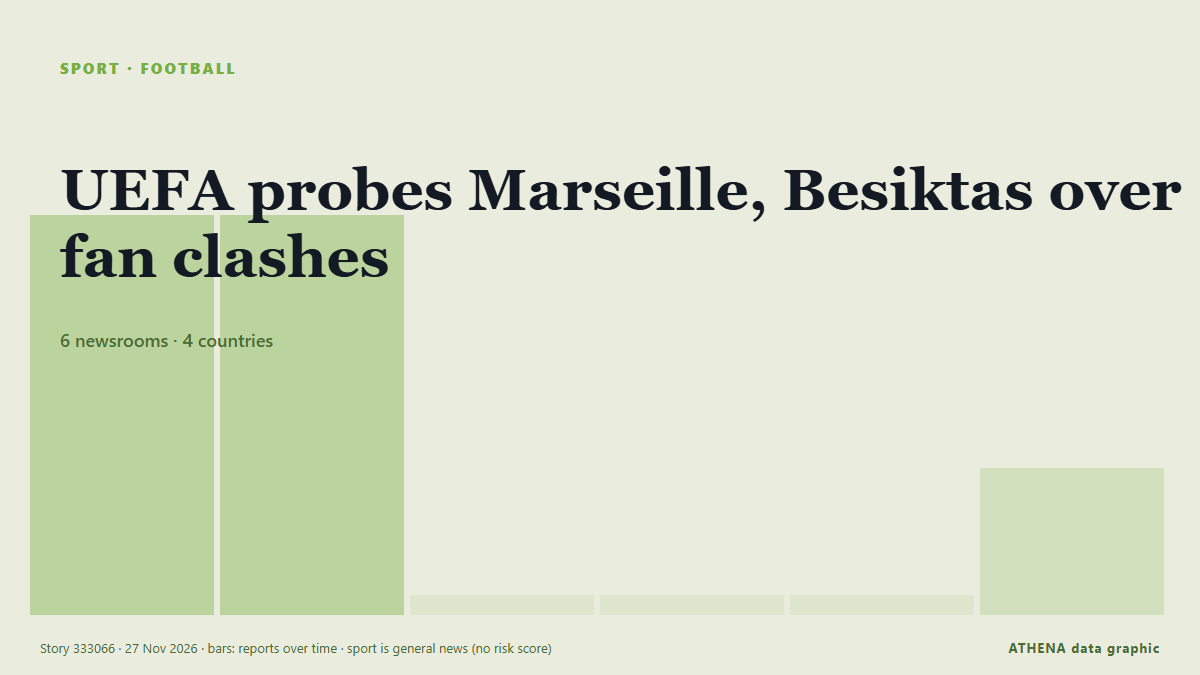 SPORT · FOOTBALL
UEFA probes Marseille, Besiktas over
fan clashes
6 newsrooms · 4 countries
Story 333066 · 27 Nov 2026 · bars: reports over time · sport is general news (no risk score)
ATHENA data graphic